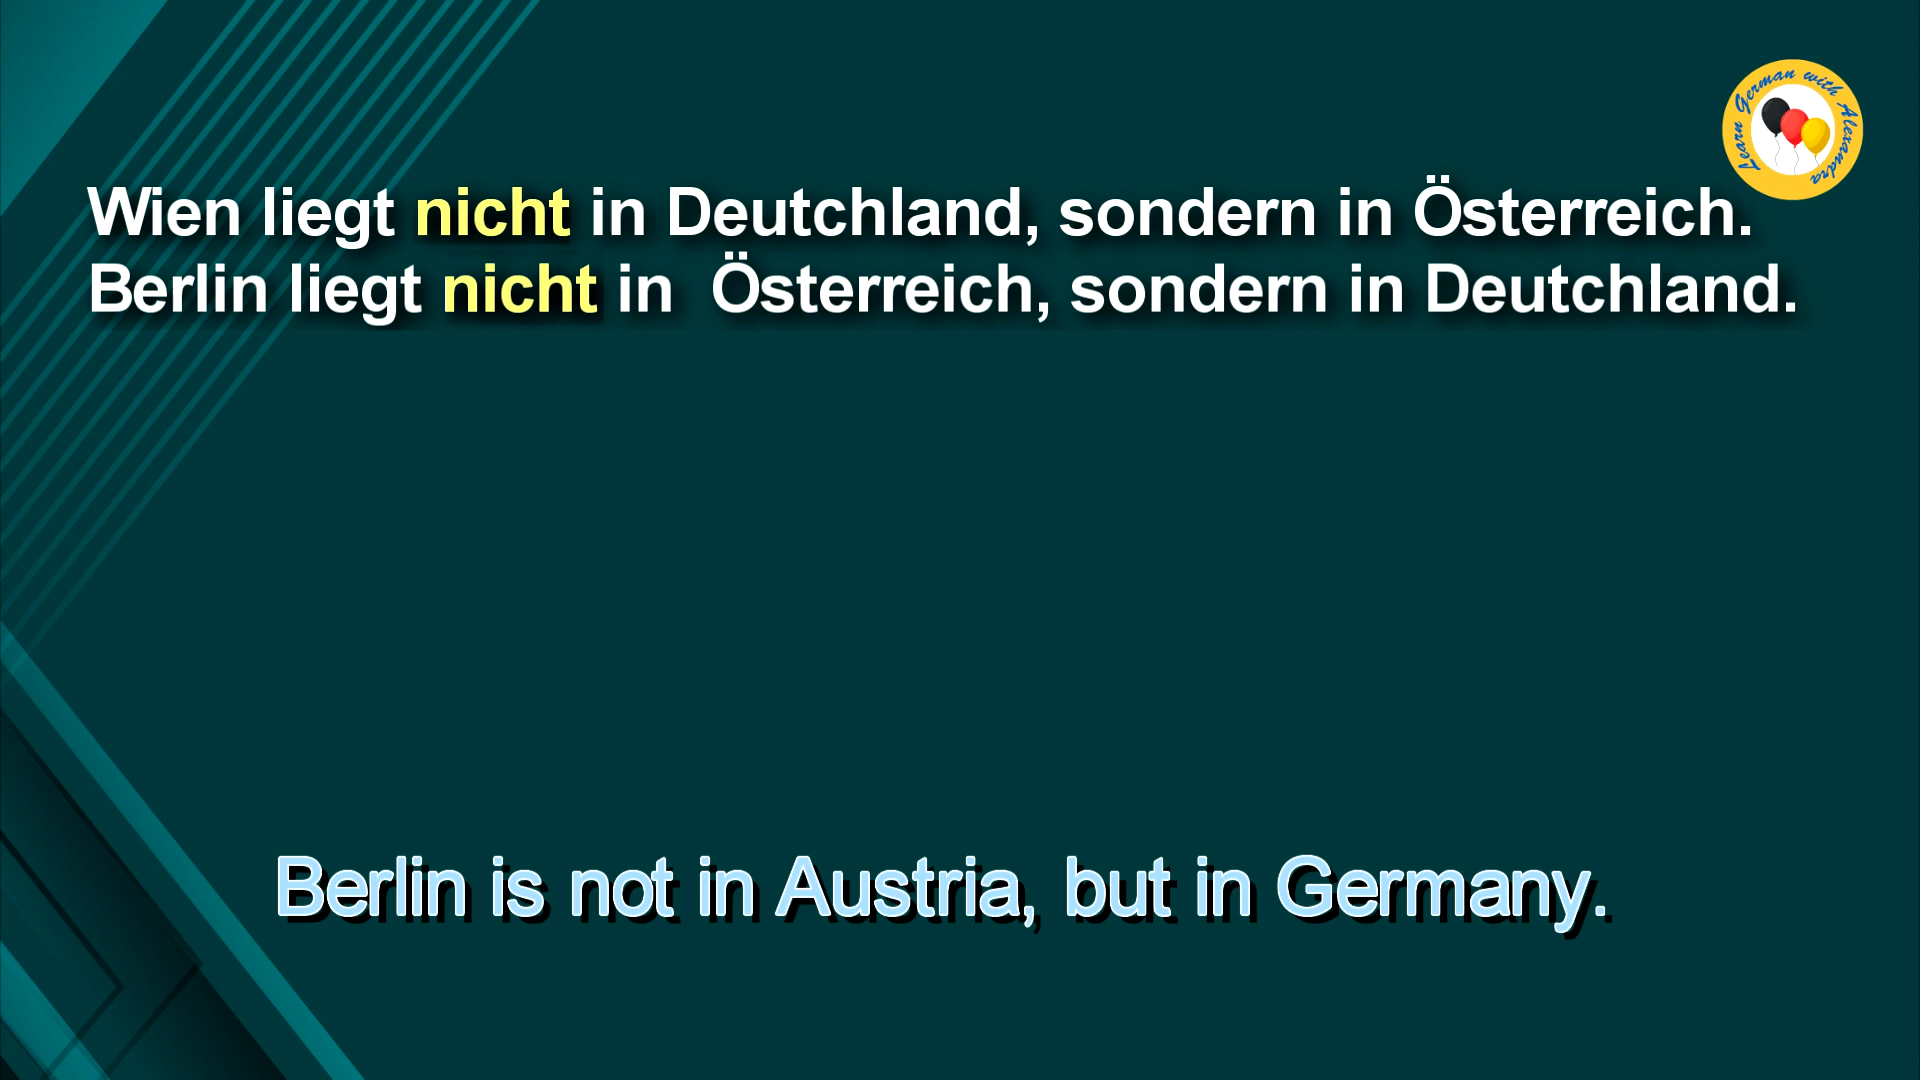 Learn German with Alexandra
Wien liegt nicht in Deutchland, sondern in Österreich.
Berlin liegt nicht in  Österreich, sondern in Deutchland.
Berlin is not in Austria, but in Germany.